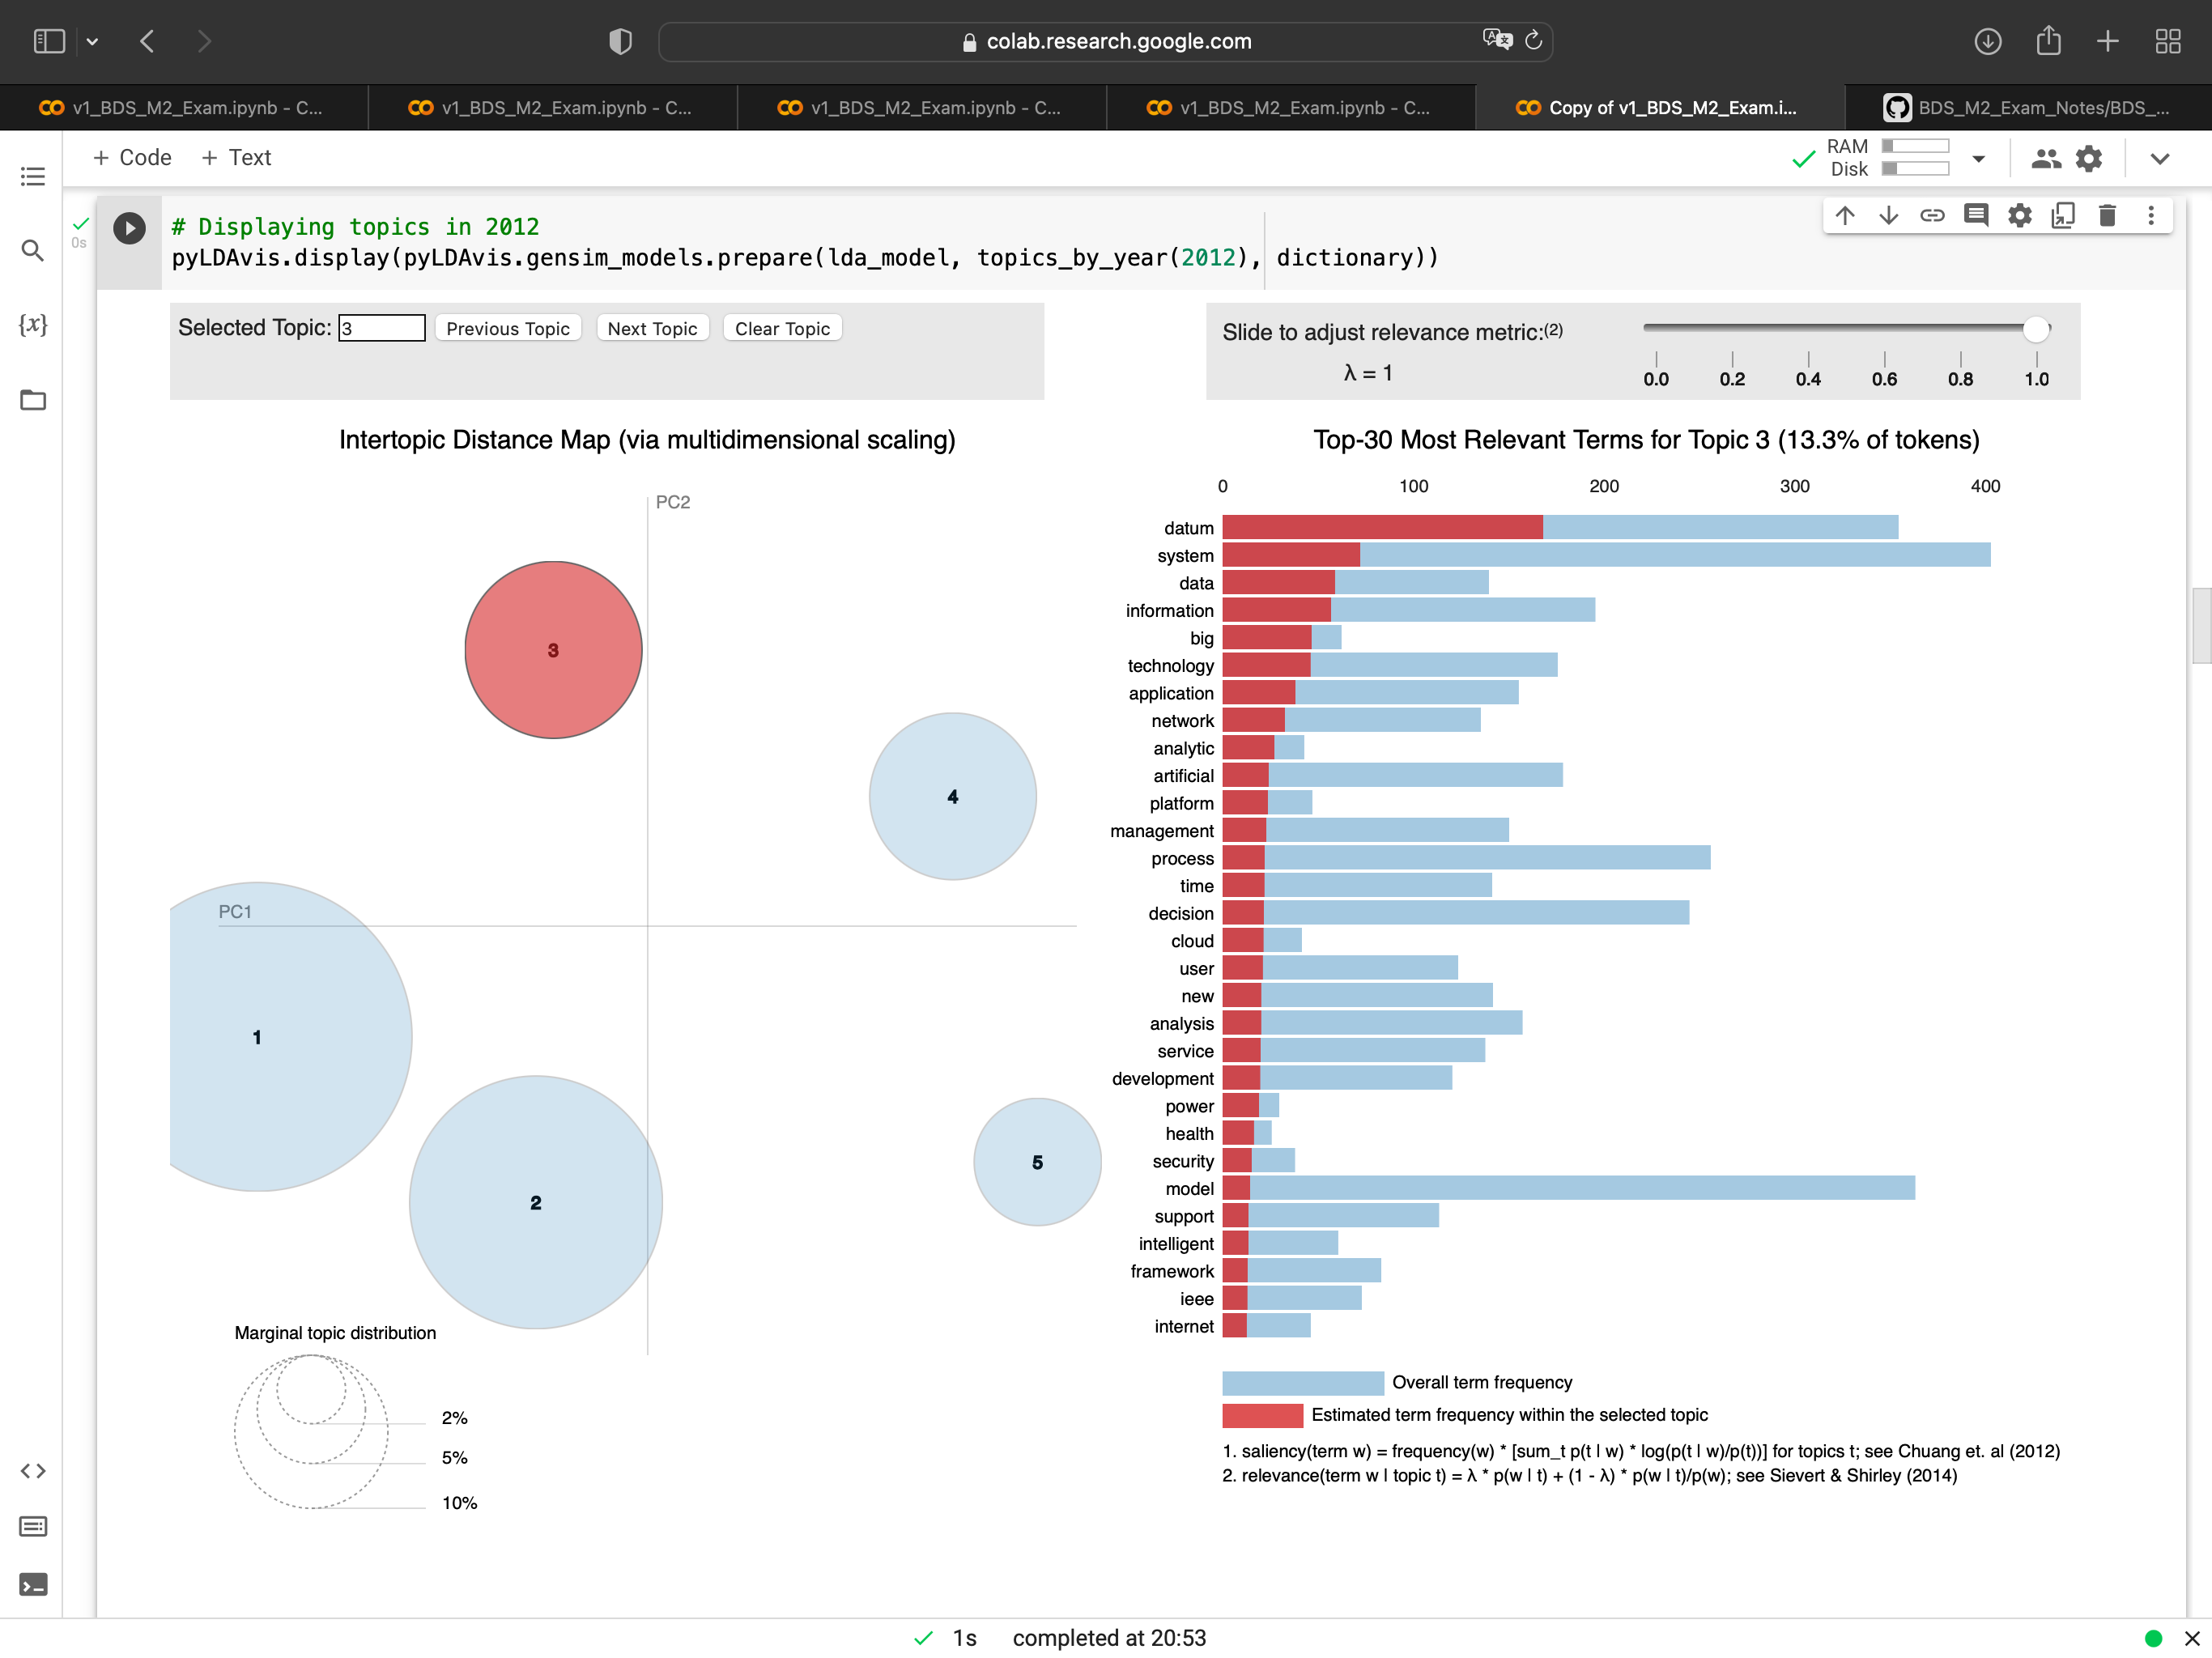 colab.research.google.com
v1_BDS_M2_Exam.ipynb - C...
v1_BDS_M2_Exam.ipynb - C...
v1_BDS_M2_Exam.ipynb - C...
v1_BDS_M2_Exam.ipynb - C...
Copy of v1_BDS_M2_Exam.i...
BDS_M2_Exam_Notes/BDS_...
+ Code + Text
RAM
Disk
0s
# Displaying topics in 2012
pyLDAvis.display(pyLDAvis.gensim_models.prepare(lda_model, topics_by_year(2012), dictionary))
{x}
Selected Topic: 3 Previous Topic Next Topic Clear Topic
Slide to adjust relevance metric:(2)
λ = 1
0.0 0.2 0.4 0.6 0.8 1.0
Intertopic Distance Map (via multidimensional scaling)
PC2
3
4
PC1
1
5
2
Marginal topic distribution
2%
5%
10%
Top-30 Most Relevant Terms for Topic 3 (13.3% of tokens)
0 100 200 300 400
datum
system
data
information
big
technology
application
network
analytic
artificial
platform
management
process
time
decision
cloud
user
new
analysis
service
development
power
health
security
model
support
intelligent
framework
ieee
internet
Overall term frequency
Estimated term frequency within the selected topic
1. saliency(term w) = frequency(w) * [sum_t p(t | w) * log(p(t | w)/p(t))] for topics t; see Chuang et. al (2012)
2. relevance(term w | topic t) = λ * p(w | t) + (1 - λ) * p(w | t)/p(w); see Sievert & Shirley (2014)
1s completed at 20:53